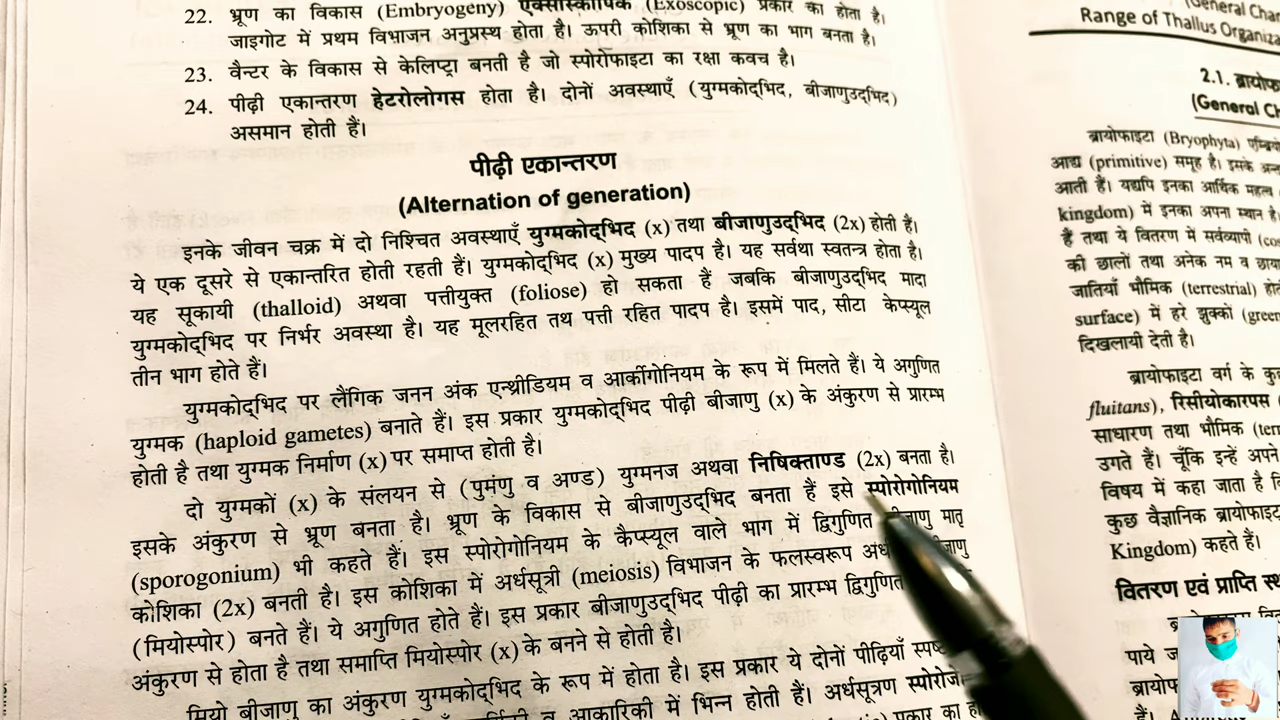 22. भ्रूण का विकास (Embryogeny) एक्सोस्कोपिक (Exoscopic) प्रकार का होता है।
जाइगोट में प्रथम विभाजन अनुप्रस्थ होता है। ऊपरी कोशिका से भ्रूण का भाग बनता है।
23. वैन्टर के विकास से केलिप्ट्रा बनती है जो स्पोरोफाइटा का रक्षा कवच है।
24. पीढ़ी एकान्तरण हेटरोलोगस होता है। दोनों अवस्थाएँ (युग्मकोद्‌भिद, बीजाणुउद्‌भिद)
असमान होती हैं।
पीढ़ी एकान्तरण
(Alternation of generation)
इनके जीवन चक्र में दो निश्चित अवस्थाएँ युग्मकोद्‌भिद (x) तथा बीजाणुउद्‌भिद (2x) होती हैं।
ये एक दूसरे से एकान्तरित होती रहती हैं। युग्मकोद्‌भिद (x) मुख्य पादप है। यह सर्वथा स्वतन्त्र होता है।
यह सूकायी (thalloid) अथवा पत्तीयुक्त (foliose) हो सकता हैं जबकि बीजाणुउद्‌भिद मादा
युग्मकोद्‌भिद पर निर्भर अवस्था है। यह मूलरहित तथ पत्ती रहित पादप है। इसमें पाद, सीटा केप्स्यूल
तीन भाग होते हैं।
युग्मकोद्‌भिद पर लैंगिक जनन अंक एन्थ्रीडियम व आर्कीगोनियम के रूप में मिलते हैं। ये अगुणित
युग्मक (haploid gametes) बनाते हैं। इस प्रकार युग्मकोद्‌भिद पीढ़ी बीजाणु (x) के अंकुरण से प्रारम्भ
होती है तथा युग्मक निर्माण (x) पर समाप्त होती है।
दो युग्मकों (x) के संलयन से (पुमंणु व अण्ड) युग्मनज अथवा निषिक्ताण्ड (2x) बनता है।
इसके अंकुरण से भ्रूण बनता है। भ्रूण के विकास से बीजाणुउद्‌भिद बनता हैं इसे स्पोरोगोनियम
(sporogonium) भी कहते हैं। इस स्पोरोगोनियम के कैप्स्यूल वाले भाग में द्विगुणित बीजाणु मातृ
कोशिका (2x) बनती है। इस कोशिका में अर्धसूत्री (meiosis) विभाजन के फलस्वरूप
(मियोस्पोर) बनते हैं। ये अगुणित होते हैं। इस प्रकार बीजाणुउद्‌भिद पीढ़ी का प्रारम्भ द्विगुणित
अंकुरण से होता है तथा समाप्ति मियोस्पोर (x) के बनने से होती है।
मियो बीजाणु का अंकुरण युग्मकोद्‌भिद के रूप में होता है। इस प्रकार ये दोनों पीढ़ियाँ
व आकारिकी में भिन्न होती हैं। अर्धसूत्रण
प्रकार का
(General
Range of Thallus
2.1.
(General
ब्रायोफाइटा (Bryophyta)
आद्य (primitive) समूह है। इसके
आती हैं। यद्यपि इनका आर्थिक महत्व
kingdom) में इनका अपना स्थान है।
हैं तथा ये वितरण में सर्वव्यापी
की छालों तथा अनेक नम व
जातियाँ भौमिक (terrestrial)
surface) में हरे झुक्कों
दिखलायी देती है।
ब्रायोफाइटा वर्ग के
fluitans), रिसीयोकारपस
साधारण तथा भौमिक
उगते हैं। चूँकि इन्हें अपने
विषय में कहा जाता है
कुछ वैज्ञानिक
Kingdom) कहते हैं।
वितरण एवं प्राप्ति
पाये